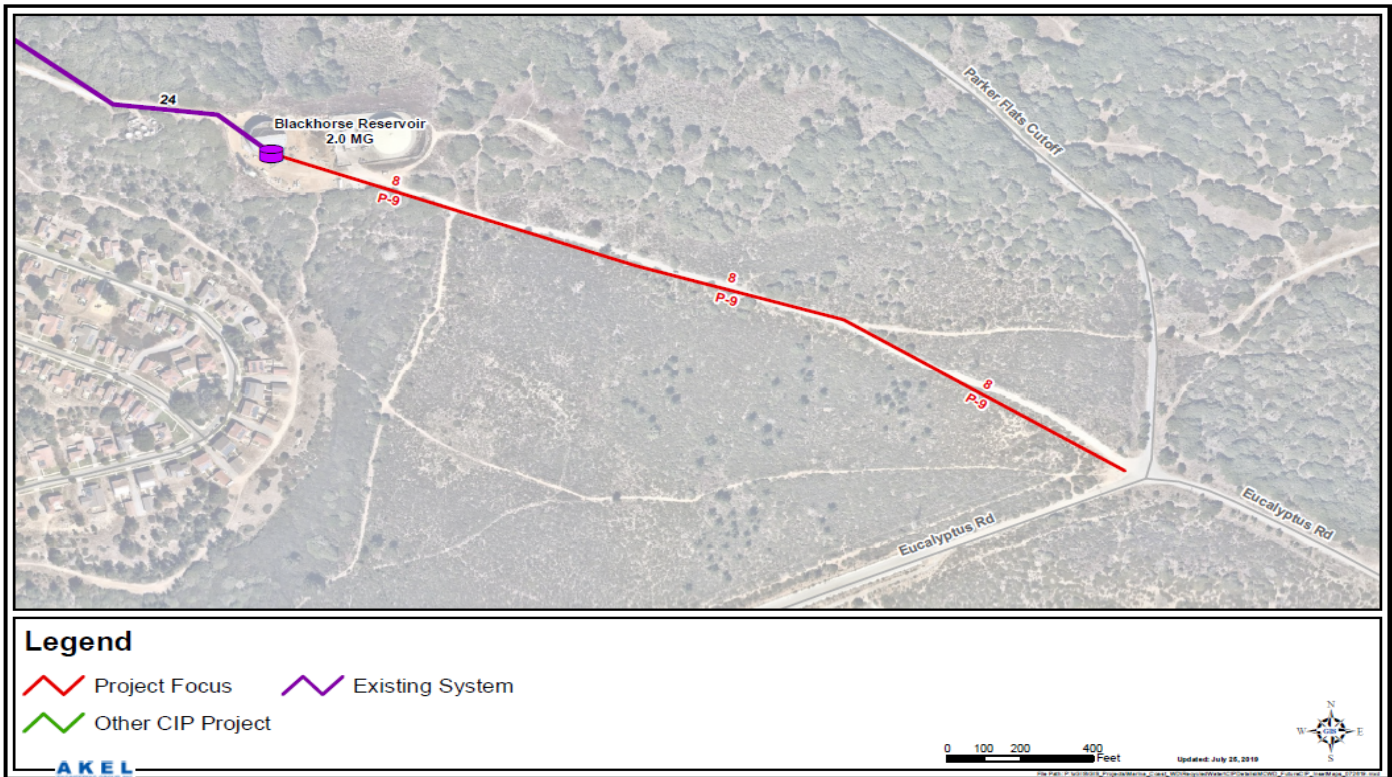 24
Blackhorse Reservoir
2.0 MG
Parker Flats Cutoff
8
P-9
8
P-9
8
P-9
Eucalyptus Rd
Eucalyptus Rd
Legend
Project Focus
Existing System
Other CIP Project
AKEL
0 100 200 400
Feet
Updated: July 25, 2019
N
W
GIS
E
S